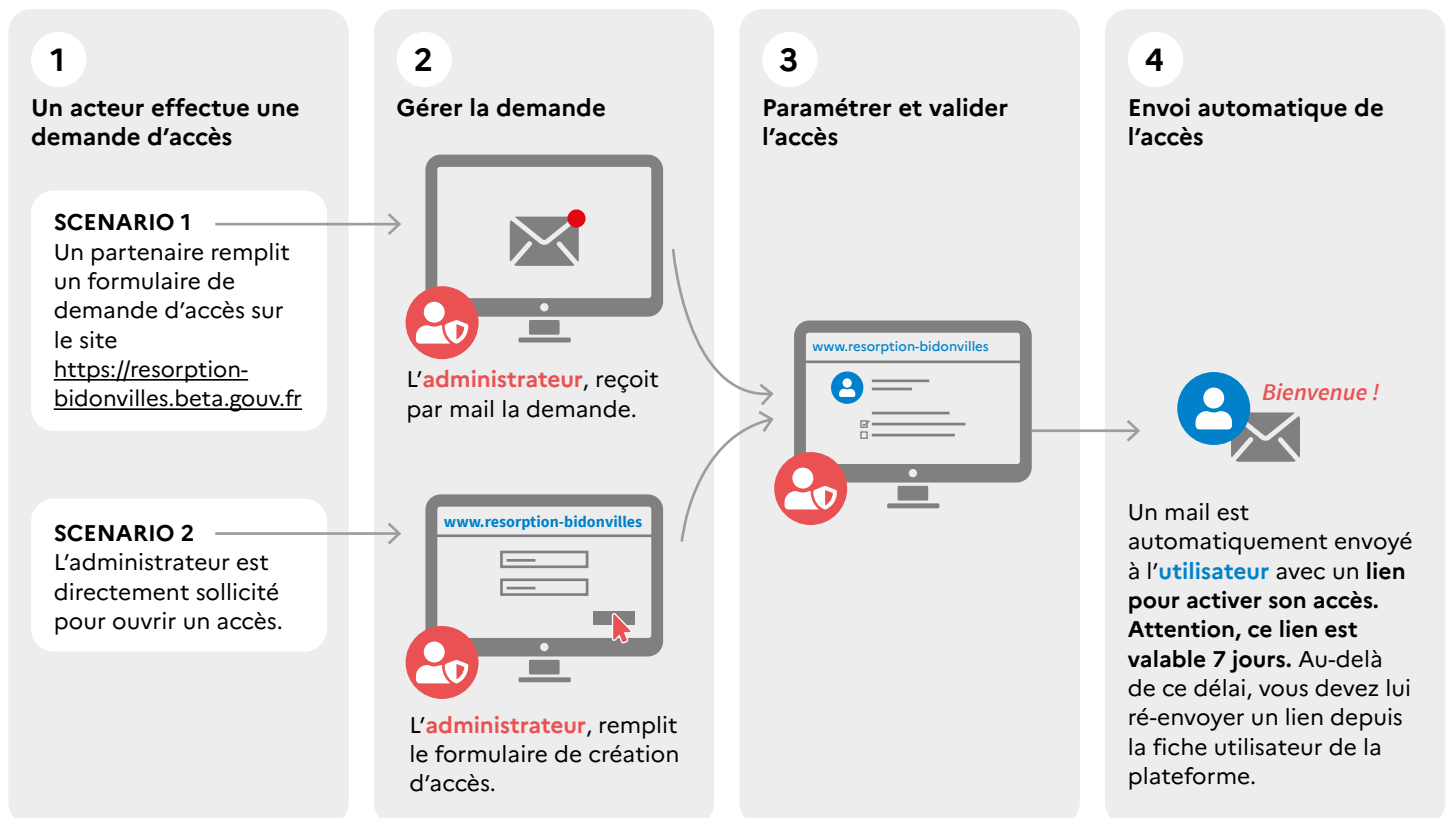 1
Un acteur effectue une
demande d'accès
SCENARIO 1
Un partenaire remplit
un formulaire de
demande d'accès sur
le site
https://resorption-
bidonvilles.beta.gouv.fr
SCENARIO 2
L'administrateur est
directement sollicité
pour ouvrir un accès.
2
Gérer la demande
L'administrateur, reçoit
par mail la demande.
www.resorption-bidonvilles
L'administrateur, remplit
le formulaire de création
d'accès.
3
Paramétrer et valider
l'accès
www.resorption-bidonvilles
4
Envoi automatique de
l'accès
Bienvenue !
Un mail est
automatiquement envoyé
à l'utilisateur avec un lien
pour activer son accès.
Attention, ce lien est
valable 7 jours. Au-delà
de ce délai, vous devez lui
ré-envoyer un lien depuis
la fiche utilisateur de la
plateforme.